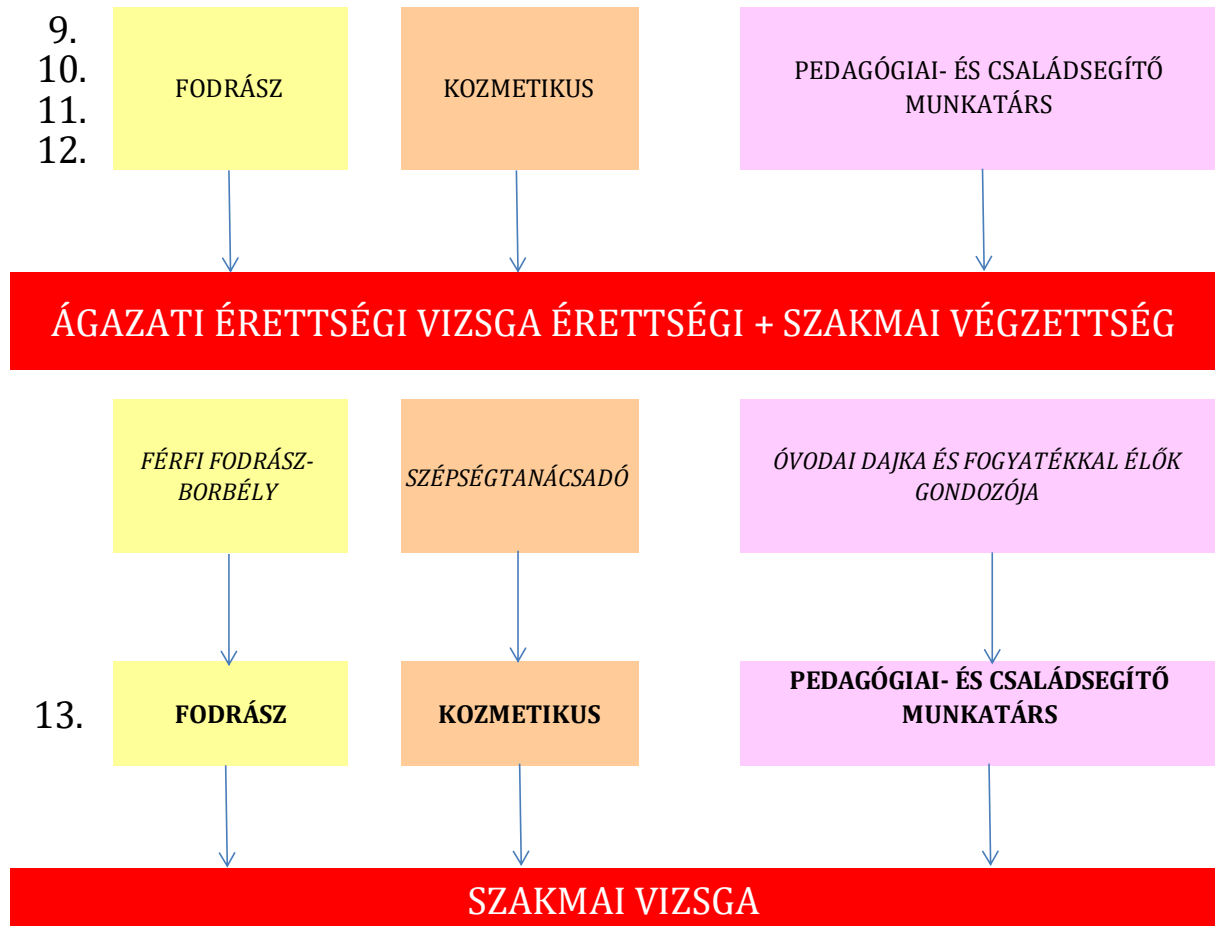 9.
10.
11.
12.
FODRÁSZ
KOZMETIKUS
PEDAGÓGIAI- ÉS CSALÁDSEGÍTŐ
MUNKATÁRS
ÁGAZATI ÉRETTSÉGI VIZSGA ÉRETTSÉGI + SZAKMAI VÉGZETTSÉG
FÉRFI FODRÁSZ-
BORBÉLY
SZÉPSÉGTANÁCSADÓ
ÓVODAI DAJKA ÉS FOGYATÉKKAL ÉLŐK
GONDOZÓJA
13.
FODRÁSZ
KOZMETIKUS
PEDAGÓGIAI- ÉS CSALÁDSEGÍTŐ
MUNKATÁRS
SZAKMAI VIZSGA